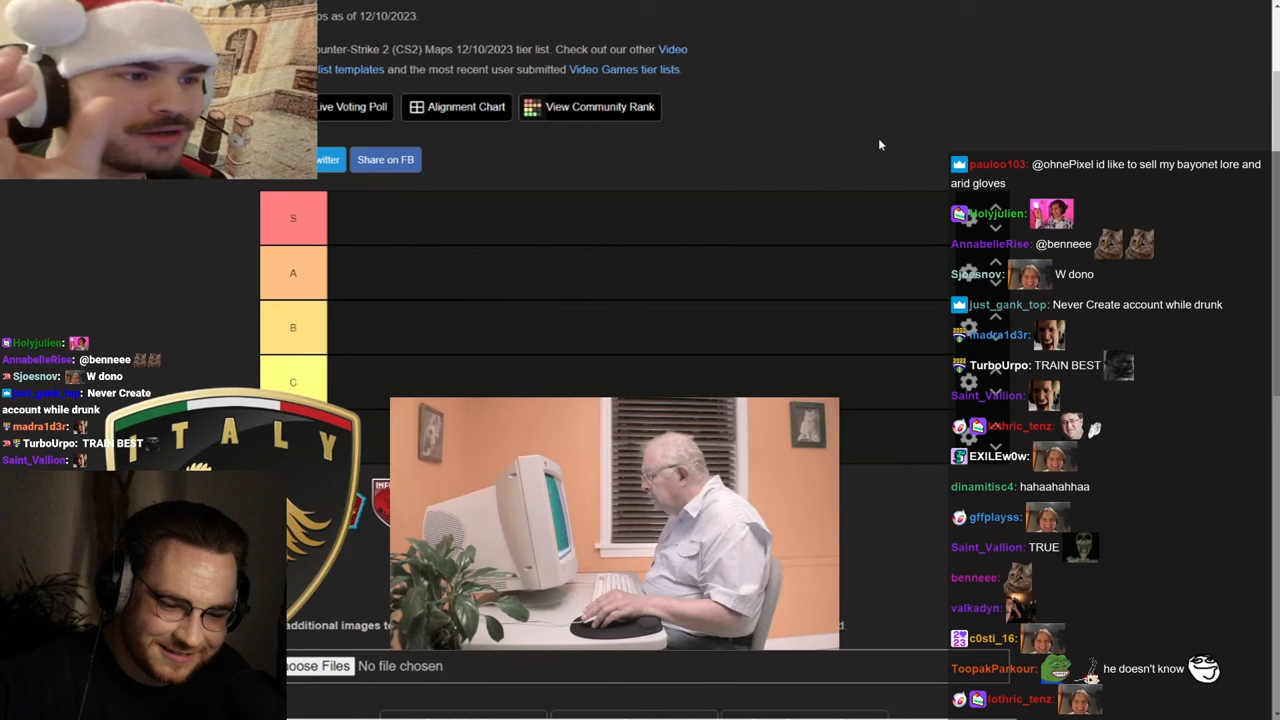 os as of 12/10/2023.
ounter-Strike 2 (CS2) Maps 12/10/2023 tier list. Check out our other Video
list templates and the most recent user submitted Video Games tier lists.
Live Voting Poll
Alignment Chart
View Community Rank
witter
Share on FB
S
A
B
C
ITALY
additional images t
d.
oose Files No file chosen
Holyjulien:
AnnabelleRise: @benneee
Sjoesnov: W dono
just_gank_top: Never Create
account while drunk
madra1d3r:
TurboUrpo: TRAIN BEST
Saint_Vallion:
pauloo103: @ohnePixel id like to sell my bayonet lore and
arid gloves
Holyjulien:
AnnabelleRise: @benneee
Sjoesnov: W dono
just_gank_top: Never Create account while drunk
madra1d3r:
TurboUrpo: TRAIN BEST
Saint_Vallion:
lothric_tenz:
EXILEw0w:
dinamitisc4: hahaahahhaa
gffplayss:
Saint_Vallion: TRUE
benneee:
valkadyn:
c0sti_16:
ToopakParkour: he doesn't know
lothric_tenz: